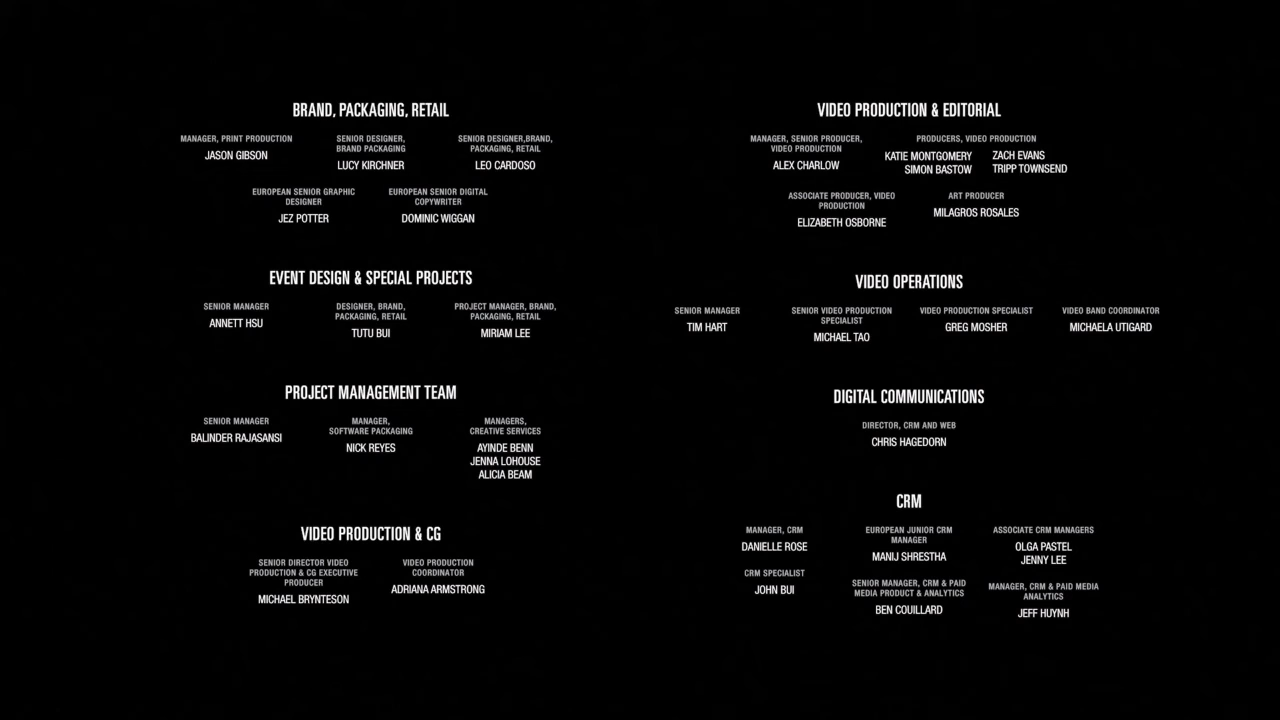 BRAND, PACKAGING, RETAIL
MANAGER, PRINT PRODUCTION
JASON GIBSON
SENIOR DESIGNER,
BRAND PACKAGING
LUCY KIRCHNER
SENIOR DESIGNER,BRAND,
PACKAGING, RETAIL
LEO CARDOSO
EUROPEAN SENIOR GRAPHIC
DESIGNER
JEZ POTTER
EUROPEAN SENIOR DIGITAL
COPYWRITER
DOMINIC WIGGAN
EVENT DESIGN & SPECIAL PROJECTS
SENIOR MANAGER
ANNETT HSU
DESIGNER, BRAND,
PACKAGING, RETAIL
TUTU BUI
PROJECT MANAGER, BRAND,
PACKAGING, RETAIL
MIRIAM LEE
PROJECT MANAGEMENT TEAM
SENIOR MANAGER
BALINDER RAJASANSI
MANAGER,
SOFTWARE PACKAGING
NICK REYES
MANAGERS,
CREATIVE SERVICES
AYINDE BENN
JENNA LOHOUSE
ALICIA BEAM
VIDEO PRODUCTION & CG
SENIOR DIRECTOR VIDEO
PRODUCTION & CG EXECUTIVE
PRODUCER
MICHAEL BRYNTESON
VIDEO PRODUCTION
COORDINATOR
ADRIANA ARMSTRONG
VIDEO PRODUCTION & EDITORIAL
MANAGER, SENIOR PRODUCER,
VIDEO PRODUCTION
ALEX CHARLOW
PRODUCERS, VIDEO PRODUCTION
KATIE MONTGOMERY ZACH EVANS
SIMON BASTOW TRIPP TOWNSEND
ASSOCIATE PRODUCER, VIDEO
PRODUCTION
ELIZABETH OSBORNE
ART PRODUCER
MILAGROS ROSALES
VIDEO OPERATIONS
SENIOR MANAGER
TIM HART
SENIOR VIDEO PRODUCTION
SPECIALIST
MICHAEL TAO
VIDEO PRODUCTION SPECIALIST
GREG MOSHER
VIDEO BAND COORDINATOR
MICHAELA UTIGARD
DIGITAL COMMUNICATIONS
DIRECTOR, CRM AND WEB
CHRIS HAGEDORN
CRM
MANAGER, CRM
DANIELLE ROSE
EUROPEAN JUNIOR CRM
MANAGER
MANIJ SHRESTHA
ASSOCIATE CRM MANAGERS
OLGA PASTEL
JENNY LEE
CRM SPECIALIST
JOHN BUI
SENIOR MANAGER, CRM & PAID
MEDIA PRODUCT & ANALYTICS
BEN COUILLARD
MANAGER, CRM & PAID MEDIA
ANALYTICS
JEFF HUYNH